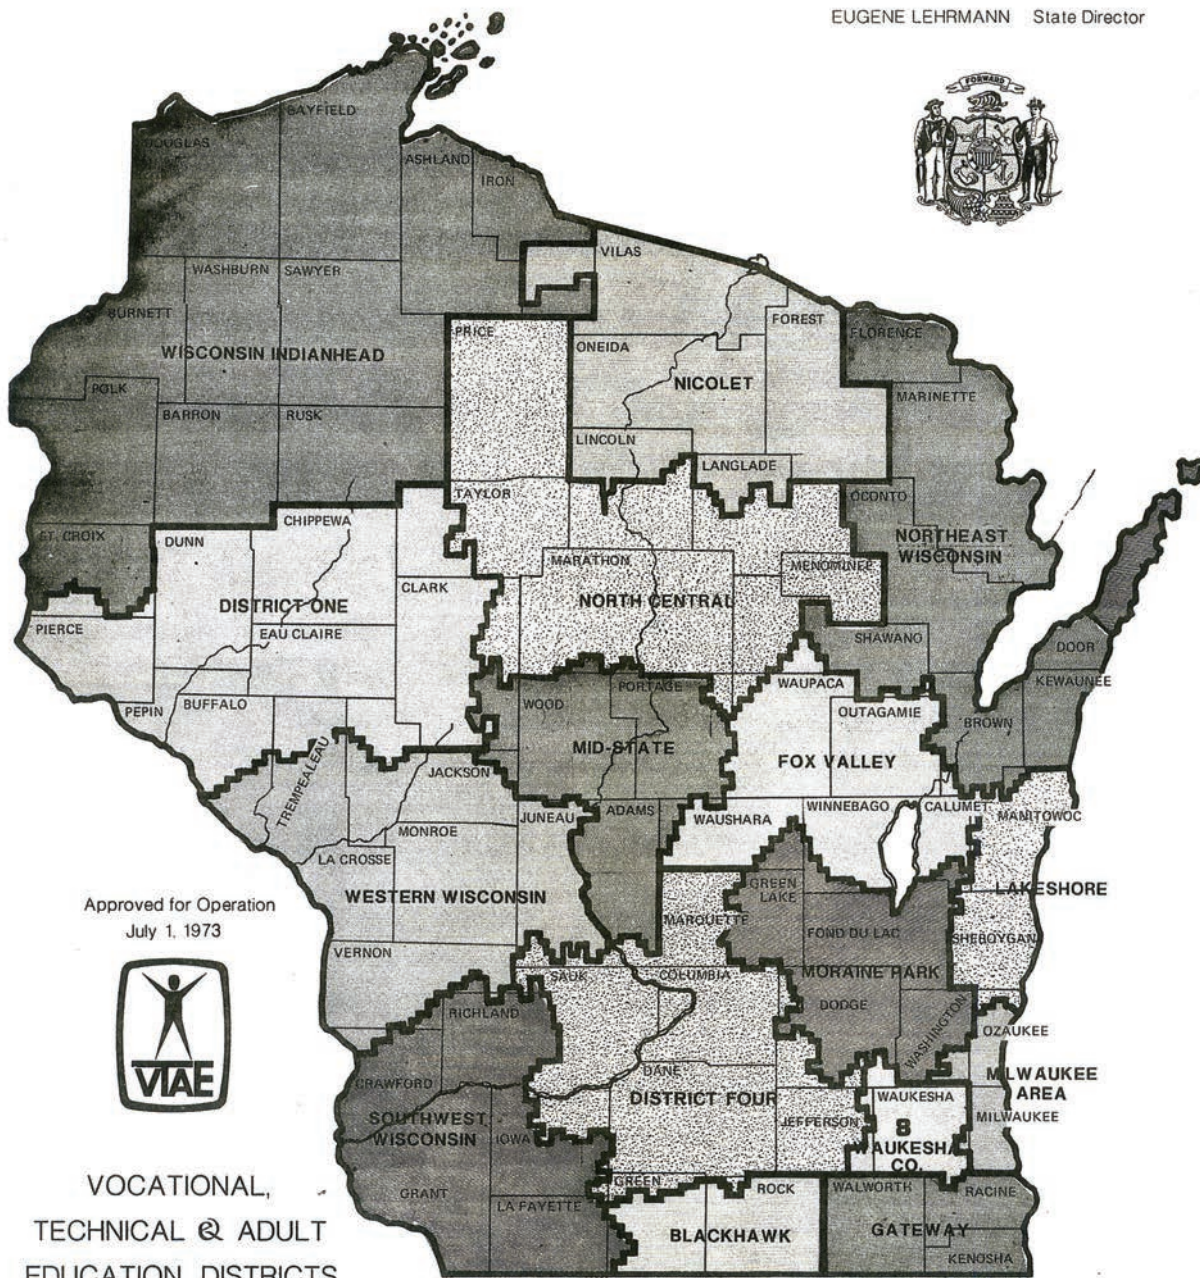 EUGENE LEHRMANN State Director
FORWARD
BAYFIELD
DOUGLAS
ASHLAND
IRON
VILAS
WASHBURN
SAWYER
BURNETT
FOREST
FLORENCE
PRICE
ONEIDA
WISCONSIN INDIANHEAD
NICOLET
POLK
MARINETTE
BARRON
RUSK
LINCOLN
LANGLADE
TAYLOR
OCONTO
CHIPPEWA
ST. CROIX
DUNN
NORTHEAST
WISCONSIN
MARATHON
MENOMINEE
CLARK
DISTRICT ONE
NORTH CENTRAL
PIERCE
EAU CLAIRE
SHAWANO
DOOR
WAUPACA
KEWAUNEE
PORTAGE
WOOD
PEPIN
BUFFALO
OUTAGAMIE
BROWN
MID-STATE
FOX VALLEY
TREMPEALEAU
JACKSON
WINNEBAGO
CALUMET
ADAMS
JUNEAU
WAUSHARA
MANITOWOC
MONROE
LA CROSSE
GREEN
LAKE
LAKESHORE
WESTERN WISCONSIN
Approved for Operation
July 1, 1973
MARQUETTE
FOND DU LAC
SHEBOYGAN
VERNON
SAUK
COLUMBIA
MORAINE PARK
DODGE
RICHLAND
WASHINGTON
OZAUKEE
VTAE
CRAWFORD
DANE
MILWAUKEE
AREA
DISTRICT FOUR
WAUKESHA
SOUTHWEST
WISCONSIN
IOWA
JEFFERSON
MILWAUKEE
8
WAUKESHA
CO.
GREEN
ROCK
WALWORTH
RACINE
GRANT
LA FAYETTE
BLACKHAWK
GATEWAY
KENOSHA
VOCATIONAL,
TECHNICAL & ADULT
EDUCATION DISTRICTS